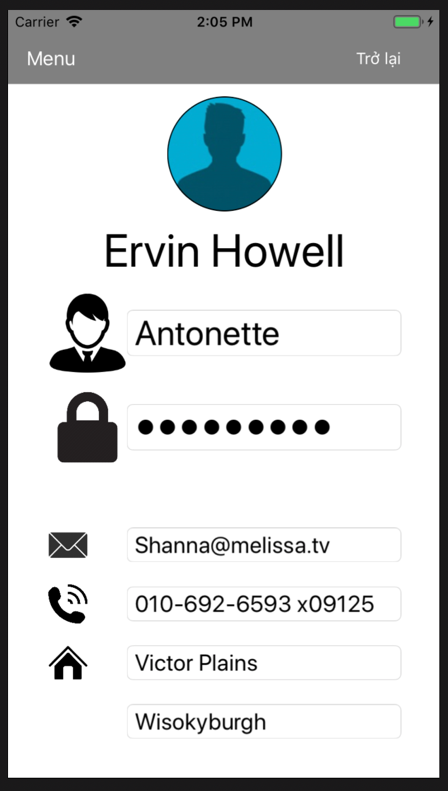 Carrier 2:05 PM
Menu Trở lại
Ervin Howell
Antonette
●●●●●●●●●
Shanna@melissa.tv
010-692-6593 x09125
Victor Plains
Wisokyburgh